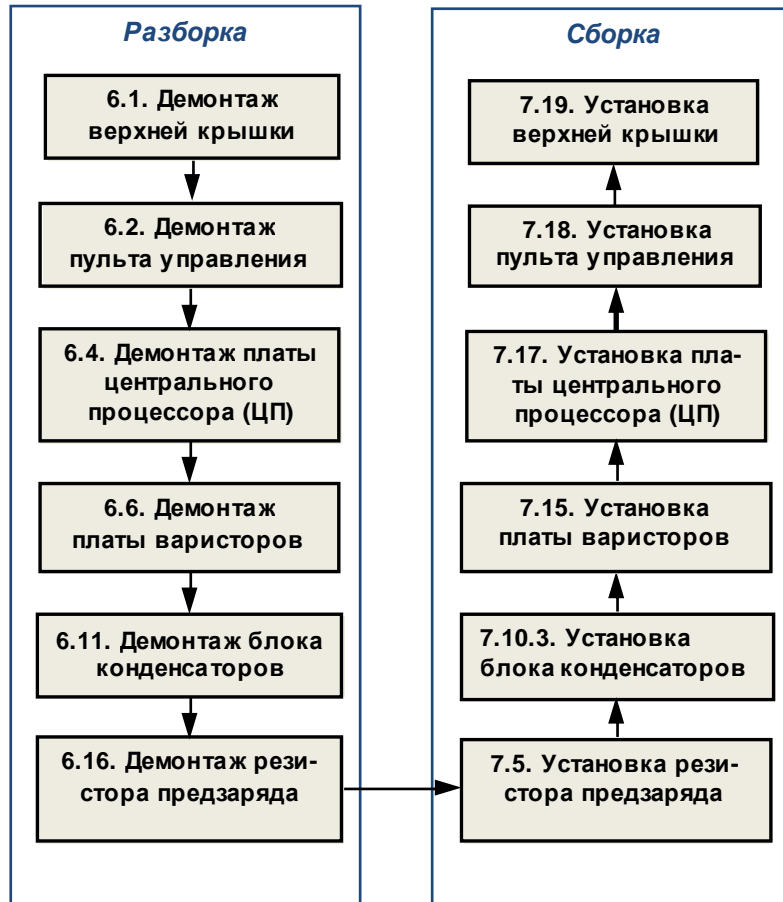 Разборка
6.1. Демонтаж
верхней крышки
6.2. Демонтаж
пульта управления
6.4. Демонтаж платы
центрального
процессора (ЦП)
6.6. Демонтаж
платы варисторов
6.11. Демонтаж блока
конденсаторов
6.16. Демонтаж рези-
стора предзаряда
Сборка
7.19. Установка
верхней крышки
7.18. Установка
пульта управления
7.17. Установка пла-
ты центрального
процессора (ЦП)
7.15. Установка
платы варисторов
7.10.3. Установка
блока конденсаторов
7.5. Установка рези-
стора предзаряда